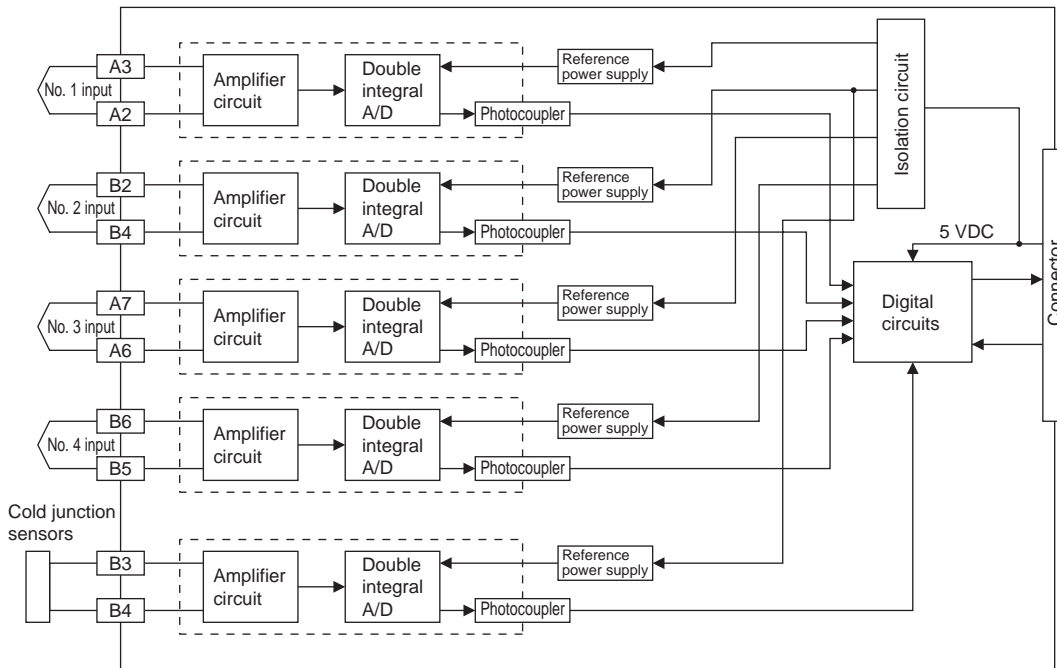 A3
No. 1 input
A2
Amplifier
circuit
Double
integral
A/D
Reference
power supply
Photocoupler
Isolation circuit
B2
No. 2 input
B4
Amplifier
circuit
Double
integral
A/D
Reference
power supply
Photocoupler
5 VDC
Connector
A7
No. 3 input
A6
Amplifier
circuit
Double
integral
A/D
Reference
power supply
Photocoupler
Digital
circuits
B6
No. 4 input
B5
Amplifier
circuit
Double
integral
A/D
Reference
power supply
Photocoupler
Cold junction
sensors
B3
B4
Amplifier
circuit
Double
integral
A/D
Reference
power supply
Photocoupler